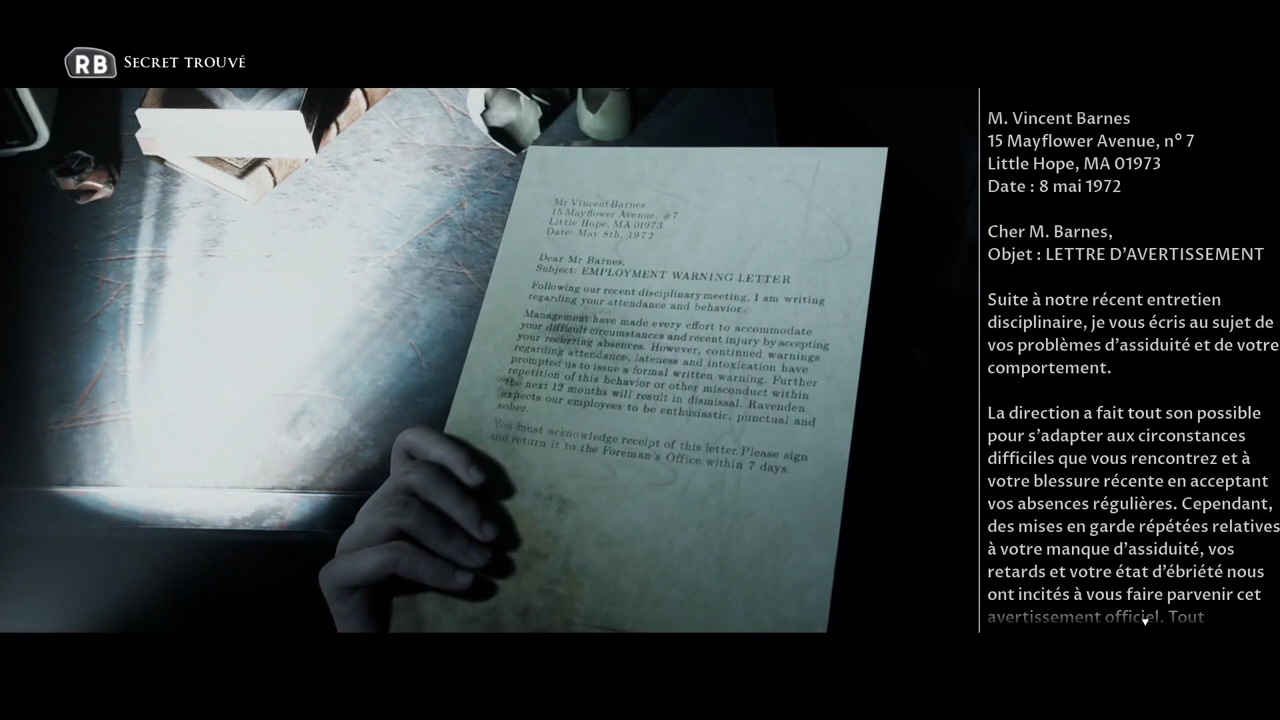 RB SECRET TROUVÉ
Mr Vincent Barnes
15 Mayflower Avenue, #7
Little Hope, MA 01973
Date: May 8th, 1972
Dear Mr Barnes,
Subject: EMPLOYMENT WARNING LETTER
Following our recent disciplinary meeting, I am writing
regarding your attendance and behavior.
Management have made every effort to accommodate
your difficult circumstances and recent injury by accepting
your recurring absences. However, continued warnings
regarding attendance, lateness and intoxication have
prompted us to issue a formal written warning. Further
repetition of this behavior or other misconduct within
the next 12 months will result in dismissal. Ravenden
expects our employees to be enthusiastic, punctual and
sober.
You must acknowledge receipt of this letter. Please sign
and return it to the Foreman's Office within 7 days.
M. Vincent Barnes
15 Mayflower Avenue, nº 7
Little Hope, MA 01973
Date : 8 mai 1972
Cher M. Barnes,
Objet : LETTRE D'AVERTISSEMENT
Suite à notre récent entretien
disciplinaire, je vous écris au sujet de
vos problèmes d'assiduité et de votre
comportement.
La direction a fait tout son possible
pour s'adapter aux circonstances
difficiles que vous rencontrez et à
votre blessure récente en acceptant
vos absences régulières. Cependant,
des mises en garde répétées relatives
à votre manque d'assiduité, vos
retards et votre état d'ébriété nous
ont incités à vous faire parvenir cet
avertissement officiel. Tout